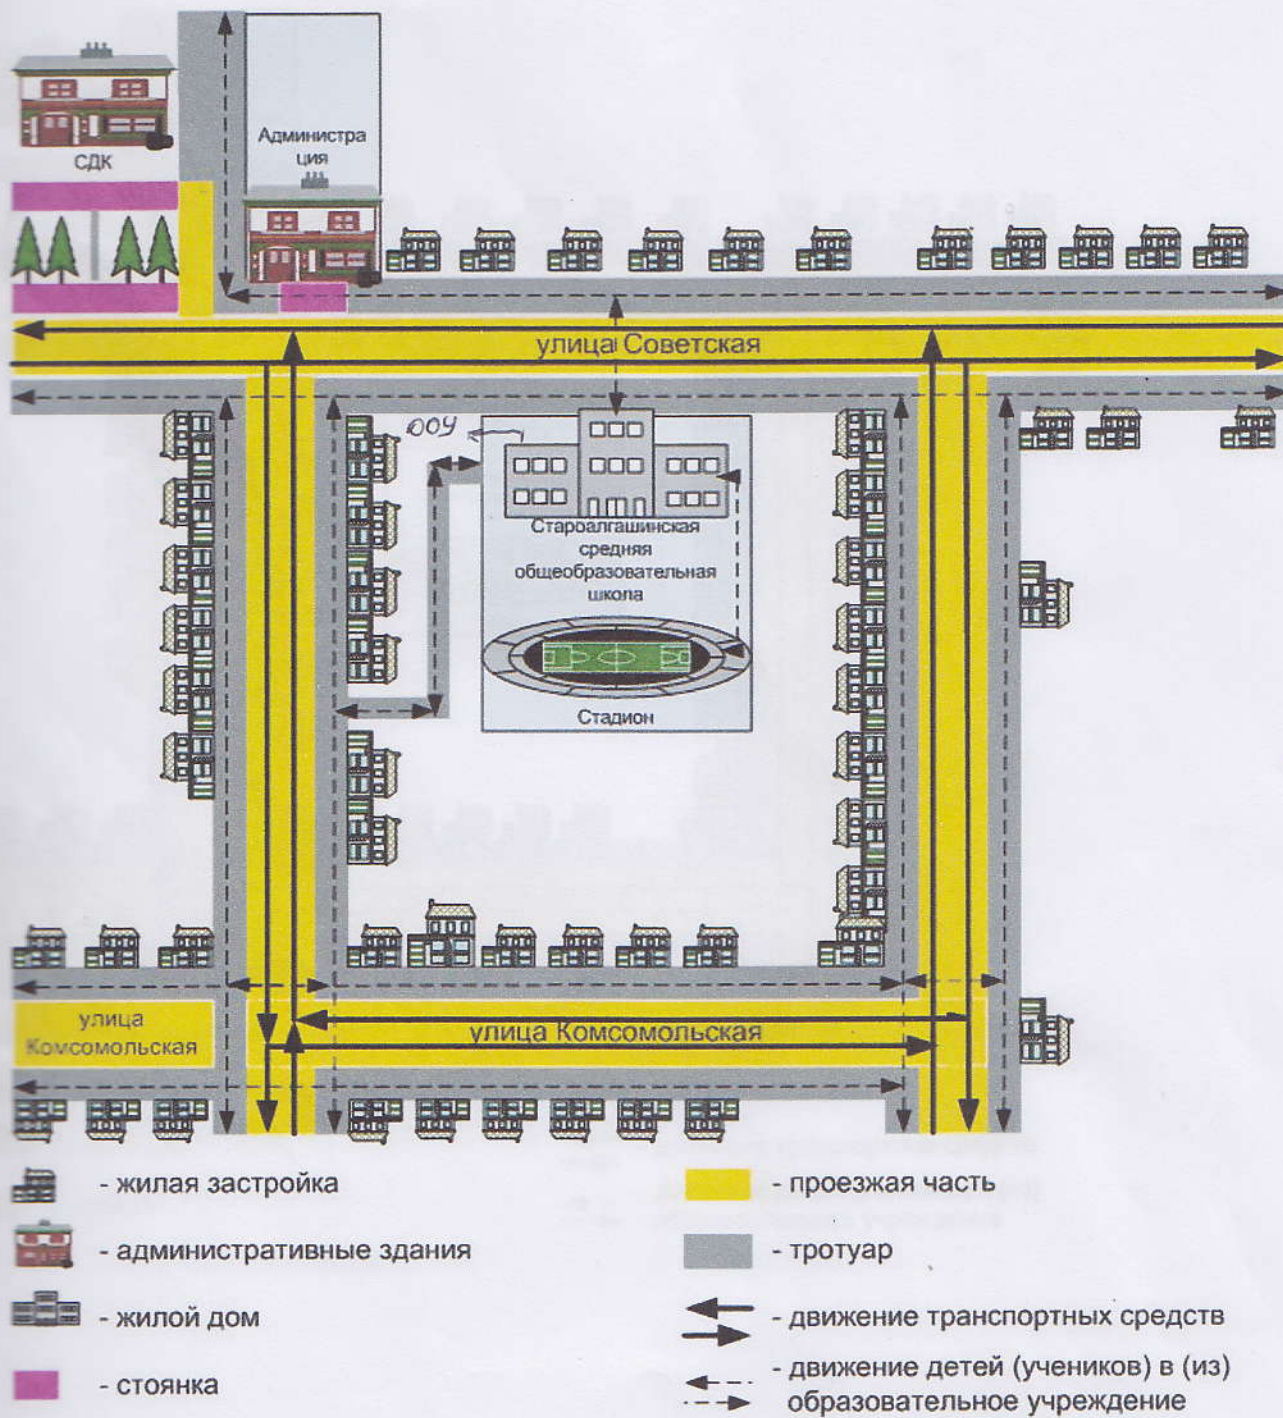 Администра
ция
СДК
улица Советская
ООУ
Староалгашинская
средняя
общеобразовательная
школа
Стадион
улица
Комсомольская
улица Комсомольская
- жилая застройка
- административные здания
- жилой дом
- стоянка
- проезжая часть
- тротуар
- движение транспортных средств
- движение детей (учеников) в (из)
образовательное учреждение